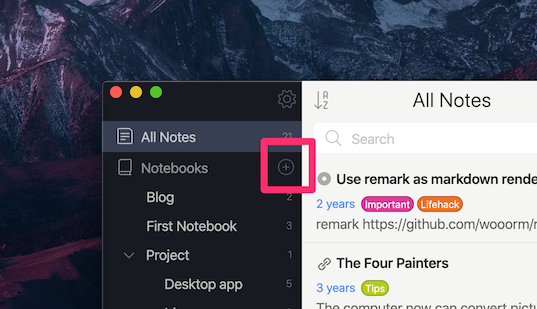 All Notes 21
Notebooks
Blog 2
First Notebook 3
Project 1
Desktop app 5
A Z
All Notes
Search
Use remark as markdown rende
2 years Important Lifehack
remark https://github.com/wooorm/r
The Four Painters
3 years Tips
The computer now can convert pictu